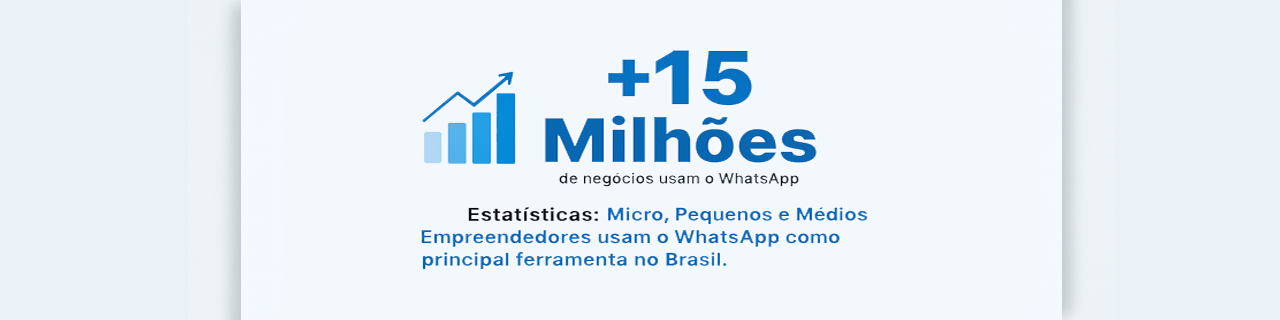 +15
Milhões
de negócios usam o WhatsApp
Estatísticas: Micro, Pequenos e Médios
Empreendedores usam o WhatsApp como
principal ferramenta no Brasil.